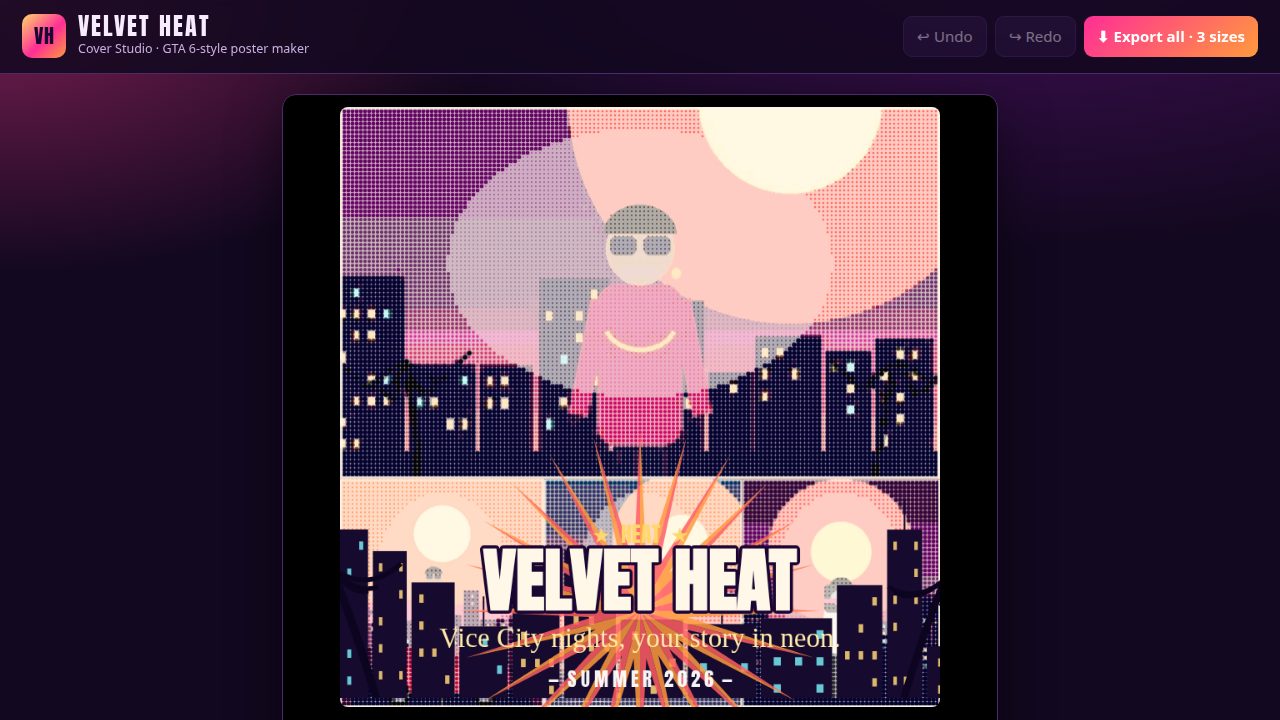 VH
VELVET HEAT
Cover Studio · GTA 6-style poster maker
↩ Undo
↪ Redo
⬇ Export all · 3 sizes
★ HEAT ★
VELVET HEAT
Vice City nights, your story in neon.
– SUMMER 2026 –